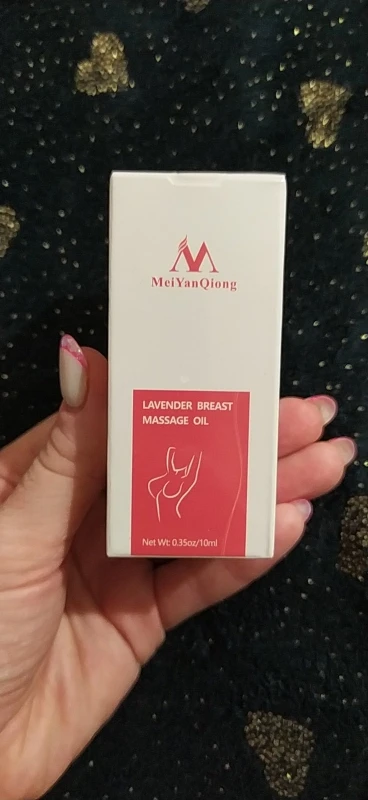 MeiYanQiong
LAVENDER BREAST
MASSAGE OIL
Net Wt: 0.35oz/10ml